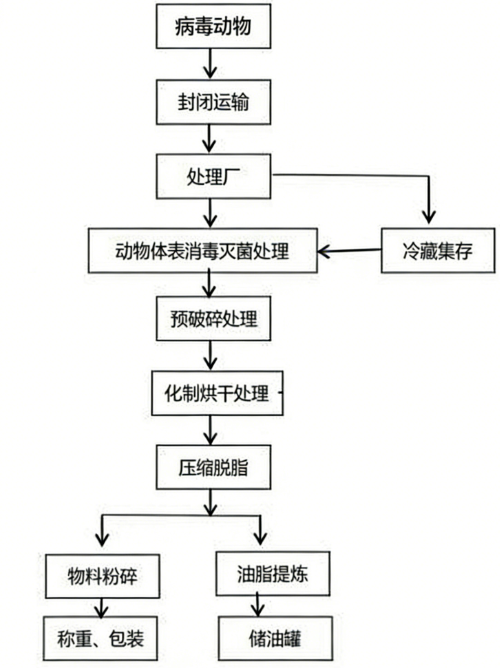 病毒动物
封闭运输
处理厂
动物体表消毒灭菌处理
冷藏集存
预破碎处理
化制烘干处理
压缩脱脂
物料粉碎
油脂提炼
称重、包装
储油罐